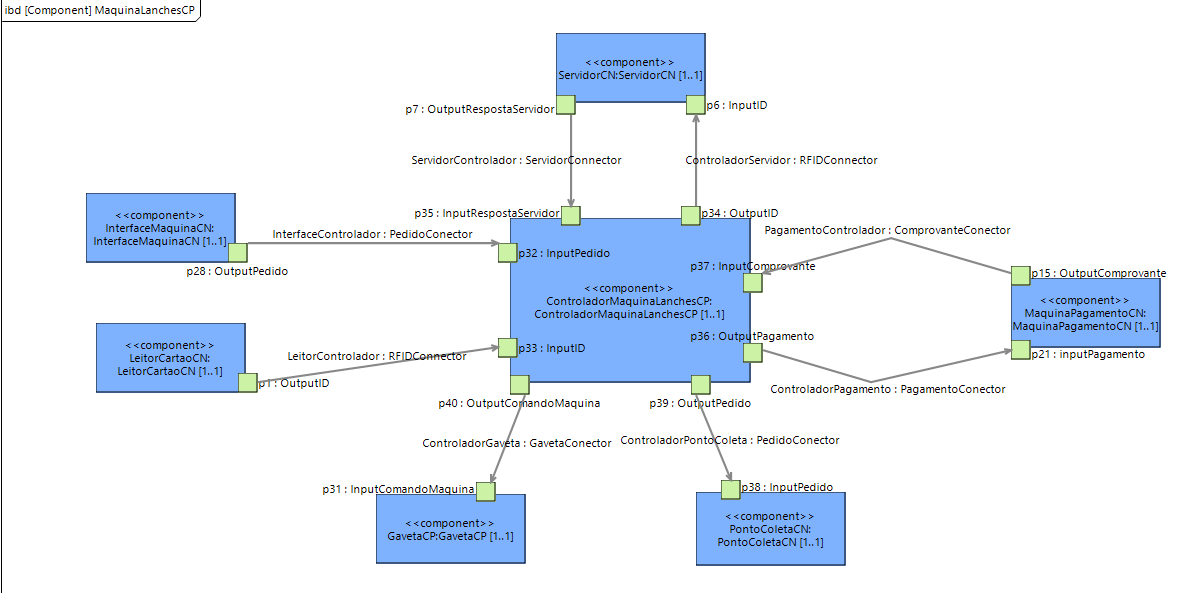 ibd [Component] MaquinaLanchesCP
<<component>>
ServidorCN:ServidorCN [1..1]
p7 : OutputRespostaServidor
p6 : InputID
ServidorControlador : ServidorConnector
ControladorServidor : RFIDConnector
p35 : InputRespostaServidor
p34 : OutputID
<<component>>
InterfaceMaquinaCN:
InterfaceMaquinaCN [1..1]
InterfaceControlador : PedidoConector
p28 : OutputPedido
p32 : InputPedido
PagamentoControlador : ComprovanteConector
p37 : InputComprovante
p15 : OutputComprovante
<<component>>
ControladorMaquinaLanchesCP:
ControladorMaquinaLanchesCP [1..1]
<<component>>
MaquinaPagamentoCN:
MaquinaPagamentoCN [1..1]
p36 : OutputPagamento
p21 : inputPagamento
<<component>>
LeitorCartaoCN:
LeitorCartaoCN [1..1]
LeitorControlador : RFIDConnector
p1 : OutputID
p33 : InputID
ControladorPagamento : PagamentoConector
p40 : OutputComandoMaquina
p39 : OutputPedido
ControladorGaveta : GavetaConector
ControladorPontoColeta : PedidoConector
p31 : InputComandoMaquina
p38 : InputPedido
<<component>>
GavetaCP:GavetaCP [1..1]
<<component>>
PontoColetaCN:
PontoColetaCN [1..1]